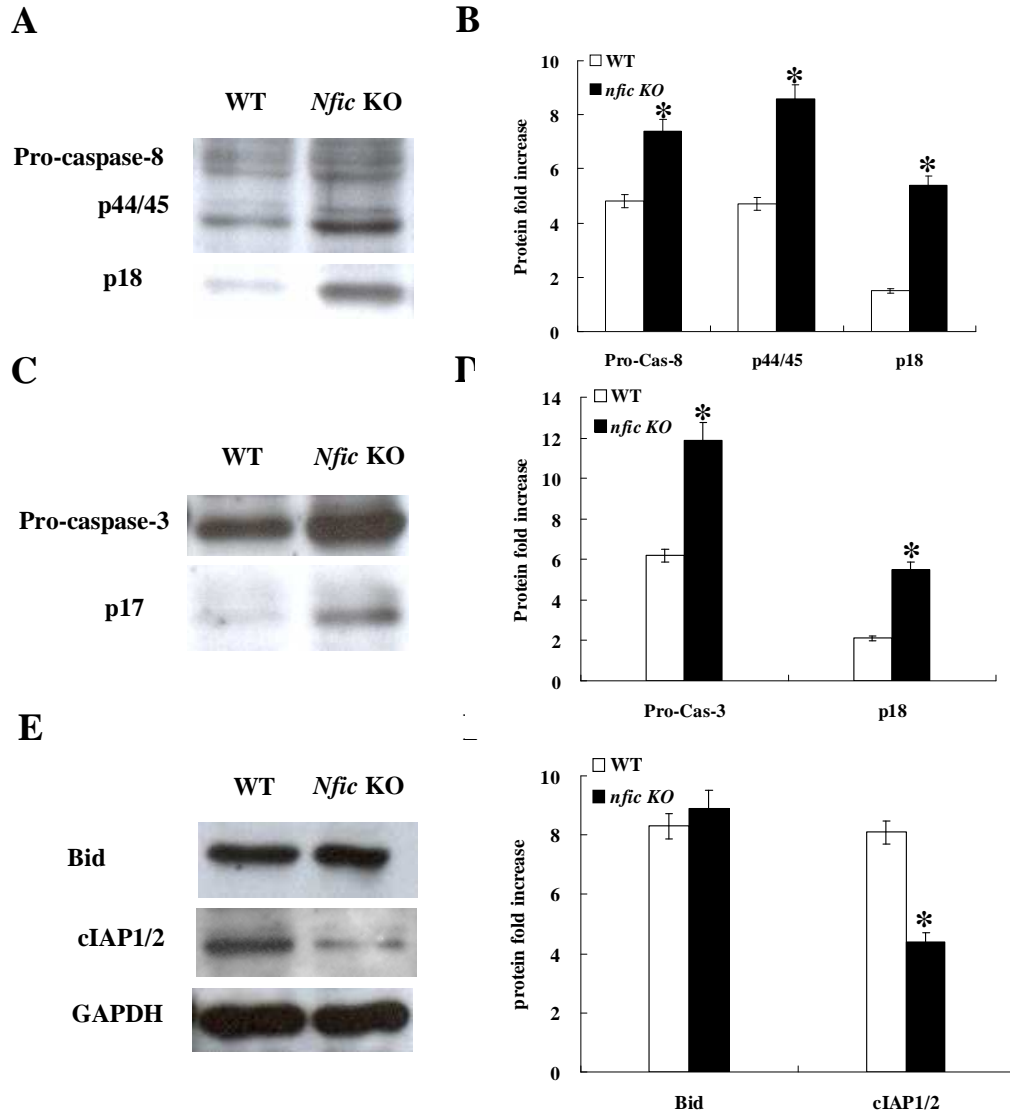 A
WT Nfic KO
Pro-caspase-8
p44/45
p18
B
10
8
6
4
2
0
Protein fold increase
WT
nfic KO
*
*
*
Pro-Cas-8 p44/45 p18
C
WT Nfic KO
Pro-caspase-3
p17
14
12
10
8
6
4
2
0
Protein fold increase
WT
nfic KO
*
*
Pro-Cas-3 p18
E
WT Nfic KO
Bid
cIAP1/2
GAPDH
10
8
6
4
2
0
protein fold increase
WT
nfic KO
*
Bid cIAP1/2